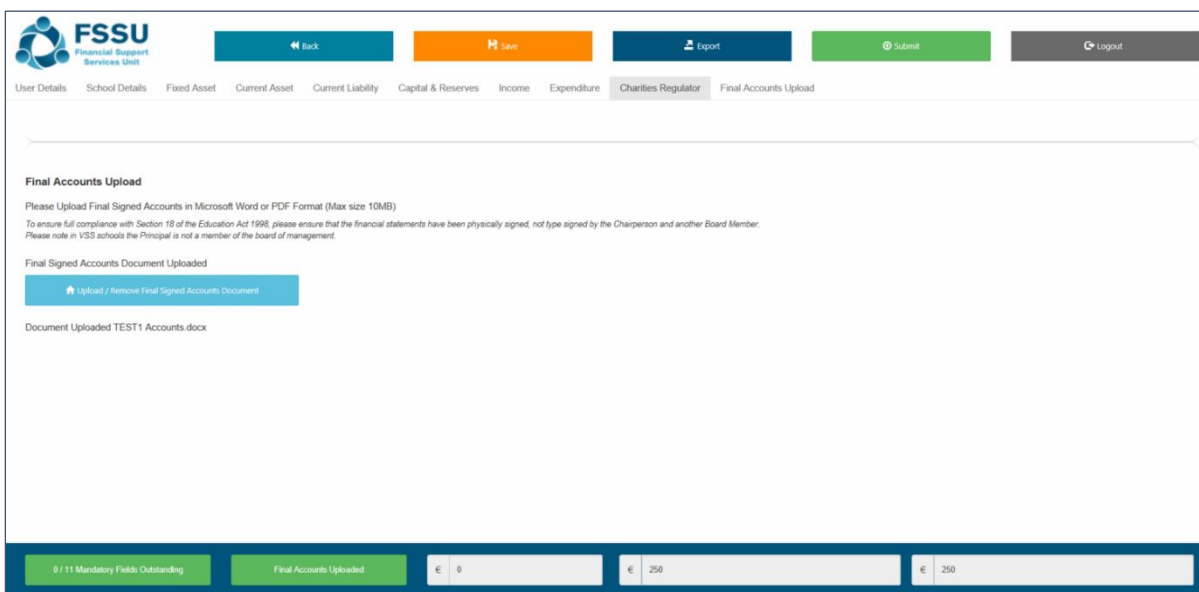 FSSU
Financial Support
Services Unit
Back
Save
Export
Submit
Logout
User Details School Details Fixed Asset Current Asset Current Liability Capital & Reserves Income Expenditure Charities Regulator Final Accounts Upload
Final Accounts Upload
Please Upload Final Signed Accounts in Microsoft Word or PDF Format (Max size 10MB)
To ensure full compliance with Section 18 of the Education Act 1998, please ensure that the financial statements have been physically signed, not type signed by the Chairperson and another Board Member.
Please note in VSS schools the Principal is not a member of the board of management.
Final Signed Accounts Document Uploaded
Upload / Remove Final Signed Accounts Document
Document Uploaded TEST1 Accounts.docx
0 / 11 Mandatory Fields Outstanding Final Accounts Uploaded € 0 € 250 € 250